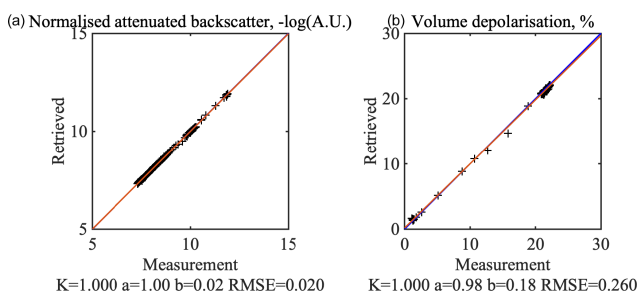 (a) Normalised attenuated backscatter, -log(A.U.)
15
10
5
Retrieved
5 10 15
Measurement
K=1.000 a=1.00 b=0.02 RMSE=0.020
(b) Volume depolarisation, %
30
20
10
0
Retrieved
0 10 20 30
Measurement
K=1.000 a=0.98 b=0.18 RMSE=0.260